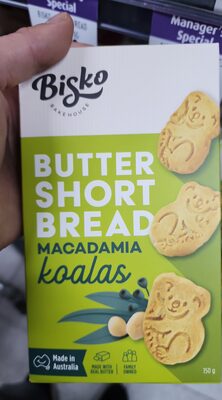 Manager's
Special
Special
Bisko
BAKEHOUSE
BUTTER
SHORT
BREAD
MACADAMIA
koalas
Made in
Australia
MADE WITH
REAL BUTTER
FAMILY
OWNED
150 g